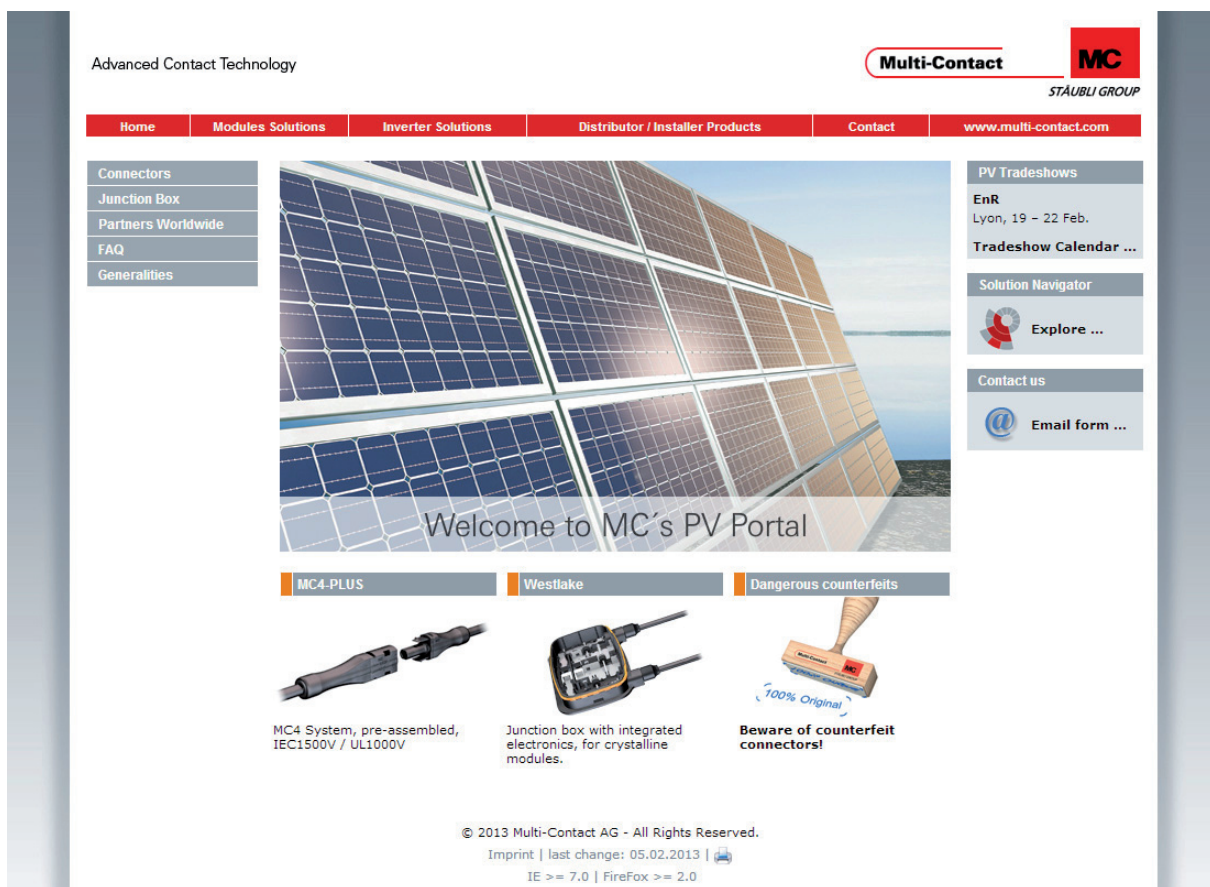 Advanced Contact Technology
Multi-Contact
MC
STÄUBLI GROUP
Home
Modules Solutions
Inverter Solutions
Distributor / Installer Products
Contact
www.multi-contact.com
Connectors
Junction Box
Partners Worldwide
FAQ
Generalities
Welcome to MC´s PV Portal
PV Tradeshows
EnR
Lyon, 19 – 22 Feb.
Tradeshow Calendar ...
Solution Navigator
Explore ...
Contact us
@
Email form ...
MC4-PLUS
MC4 System, pre-assembled,
IEC1500V / UL1000V
Westlake
Junction box with integrated
electronics, for crystalline
modules.
Dangerous counterfeits
Multi-Contact
MC
100% Original
Beware of counterfeit
connectors!
© 2013 Multi-Contact AG - All Rights Reserved.
Imprint | last change: 05.02.2013 |
IE >= 7.0 | FireFox >= 2.0